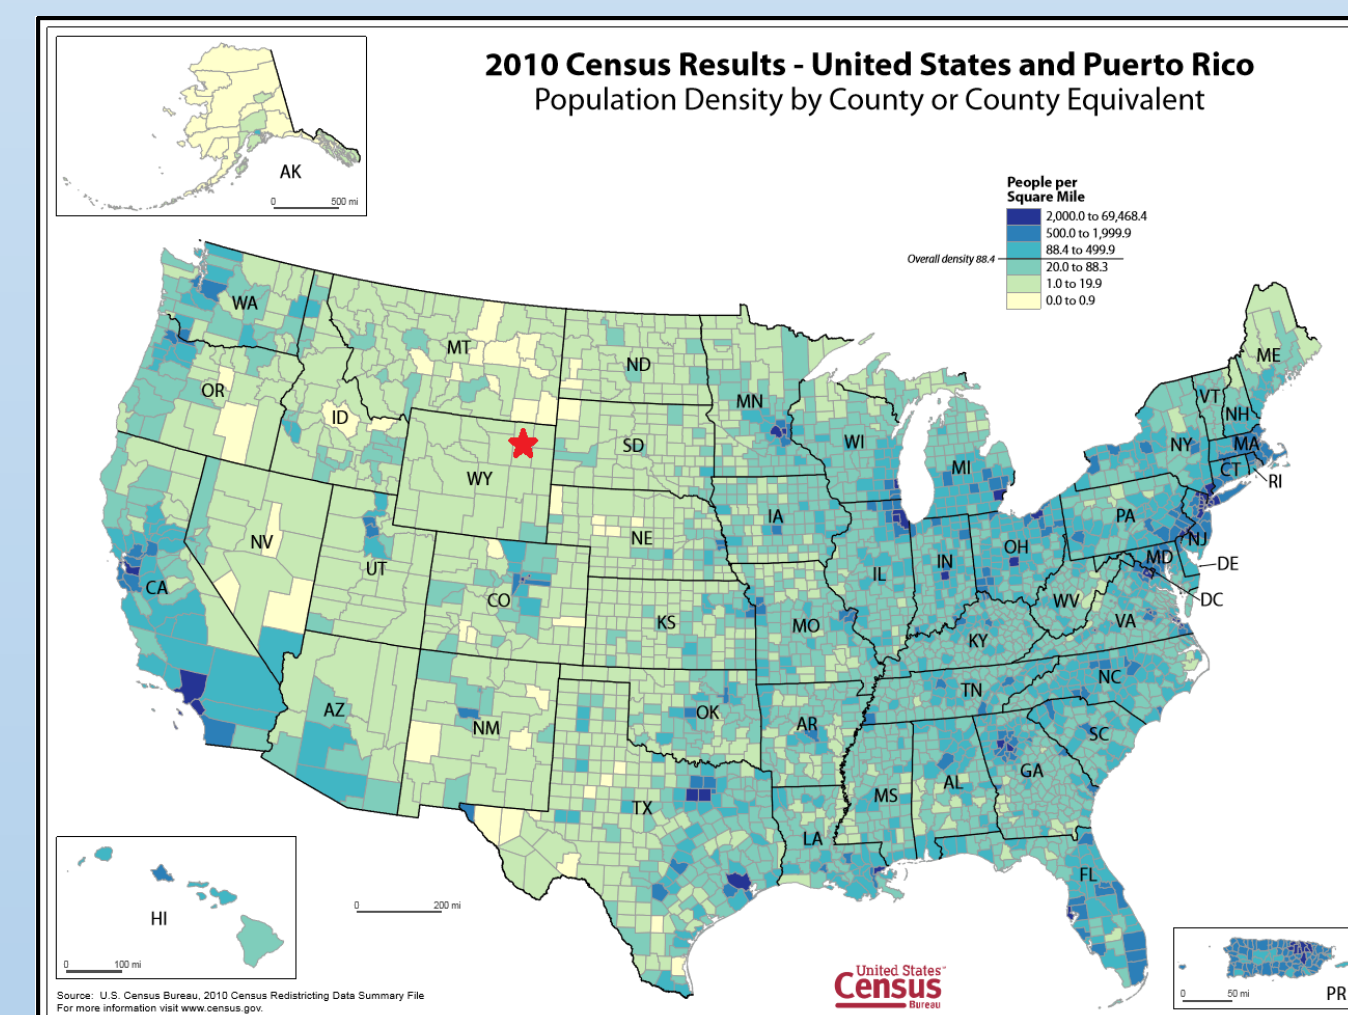 2010 Census Results - United States and Puerto Rico
Population Density by County or County Equivalent
AK
0 500 mi
People per
Square Mile
2,000.0 to 69,468.4
500.0 to 1,999.9
88.4 to 499.9
Overall density 88.4
20.0 to 88.3
1.0 to 19.9
0.0 to 0.9
WA
MT
ND
MN
ME
OR
ID
WY
SD
WI
MI
NY
VT
NH
MA
CT
RI
NV
UT
CO
NE
IA
IL
IN
OH
PA
NJ
MD
DE
DC
CA
KS
MO
KY
WV
VA
AZ
NM
OK
AR
TN
NC
SC
TX
LA
MS
AL
GA
FL
HI
0 100 mi
0 200 mi
PR
0 50 mi
United States™
Census
Bureau
Source: U.S. Census Bureau, 2010 Census Redistricting Data Summary File
For more information visit www.census.gov.